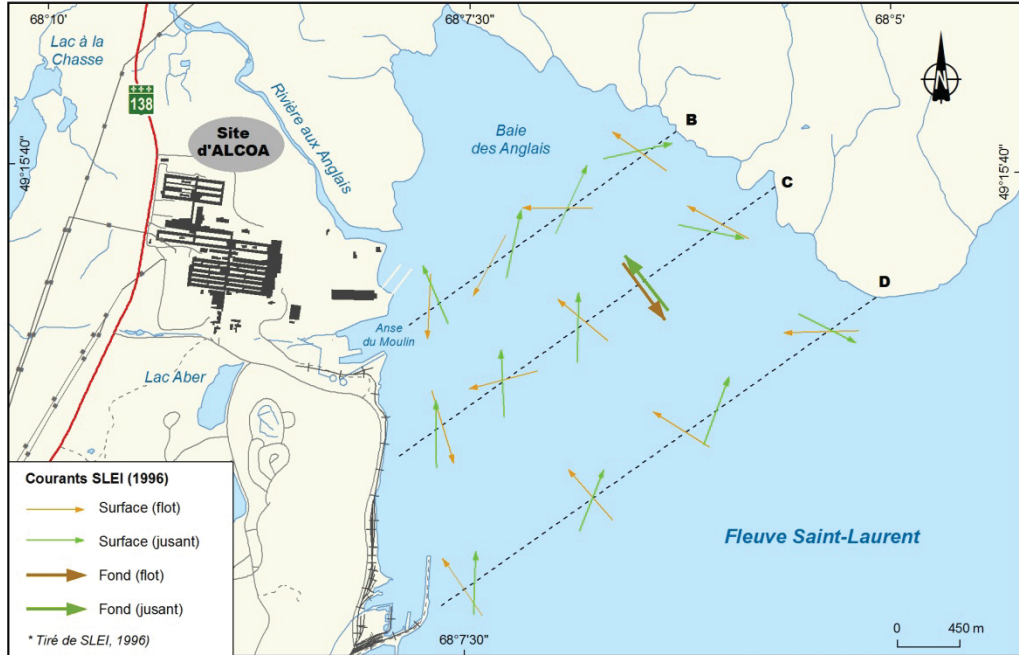 68°10'
68°7'30"
68°5'
Lac à la
Chasse
138
Site
d'ALCOA
Rivière aux Anglais
Baie
des Anglais
B
N
49°15'40"
49°15'40"
C
D
Anse
du Moulin
Lac Aber
Courants SLEI (1996)
Surface (flot)
Surface (jusant)
Fond (flot)
Fond (jusant)
* Tiré de SLEI, 1996)
Fleuve Saint-Laurent
0 450 m
68°7'30"